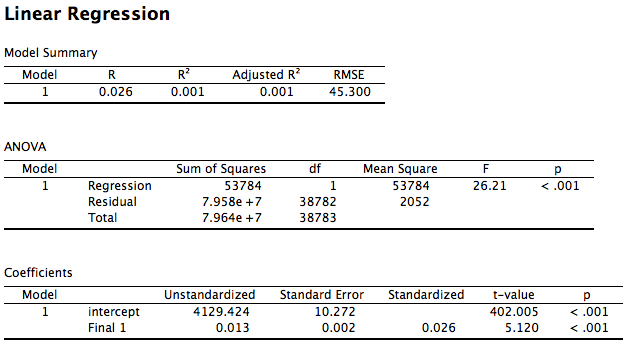 Linear Regression
Model Summary
Model R R² Adjusted R² RMSE
1 0.026 0.001 0.001 45.300
ANOVA
Model Sum of Squares df Mean Square F p
1 Regression 53784 1 53784 26.21 < .001
Residual 7.958e +7 38782 2052
Total 7.964e +7 38783
Coefficients
Model Unstandardized Standard Error Standardized t-value p
1 intercept 4129.424 10.272 402.005 < .001
Final 1 0.013 0.002 0.026 5.120 < .001